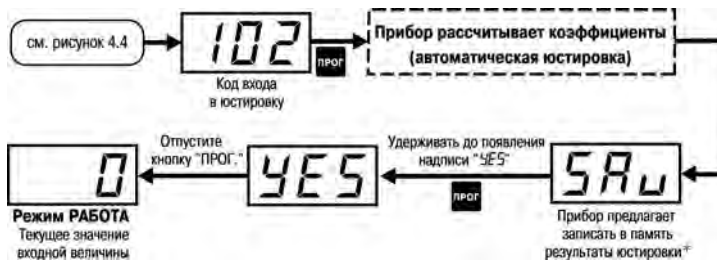 см. рисунок 4.4
102
Код входа
в юстировку
ПРОГ
Прибор рассчитывает коэффициенты
(автоматическая юстировка)
SAv
Прибор предлагает
записать в память
результаты юстировки*
Удерживать до появления
надписи "YES"
ПРОГ
YES
Отпустите
кнопку "ПРОГ."
0
Режим РАБОТА
Текущее значение
входной величины